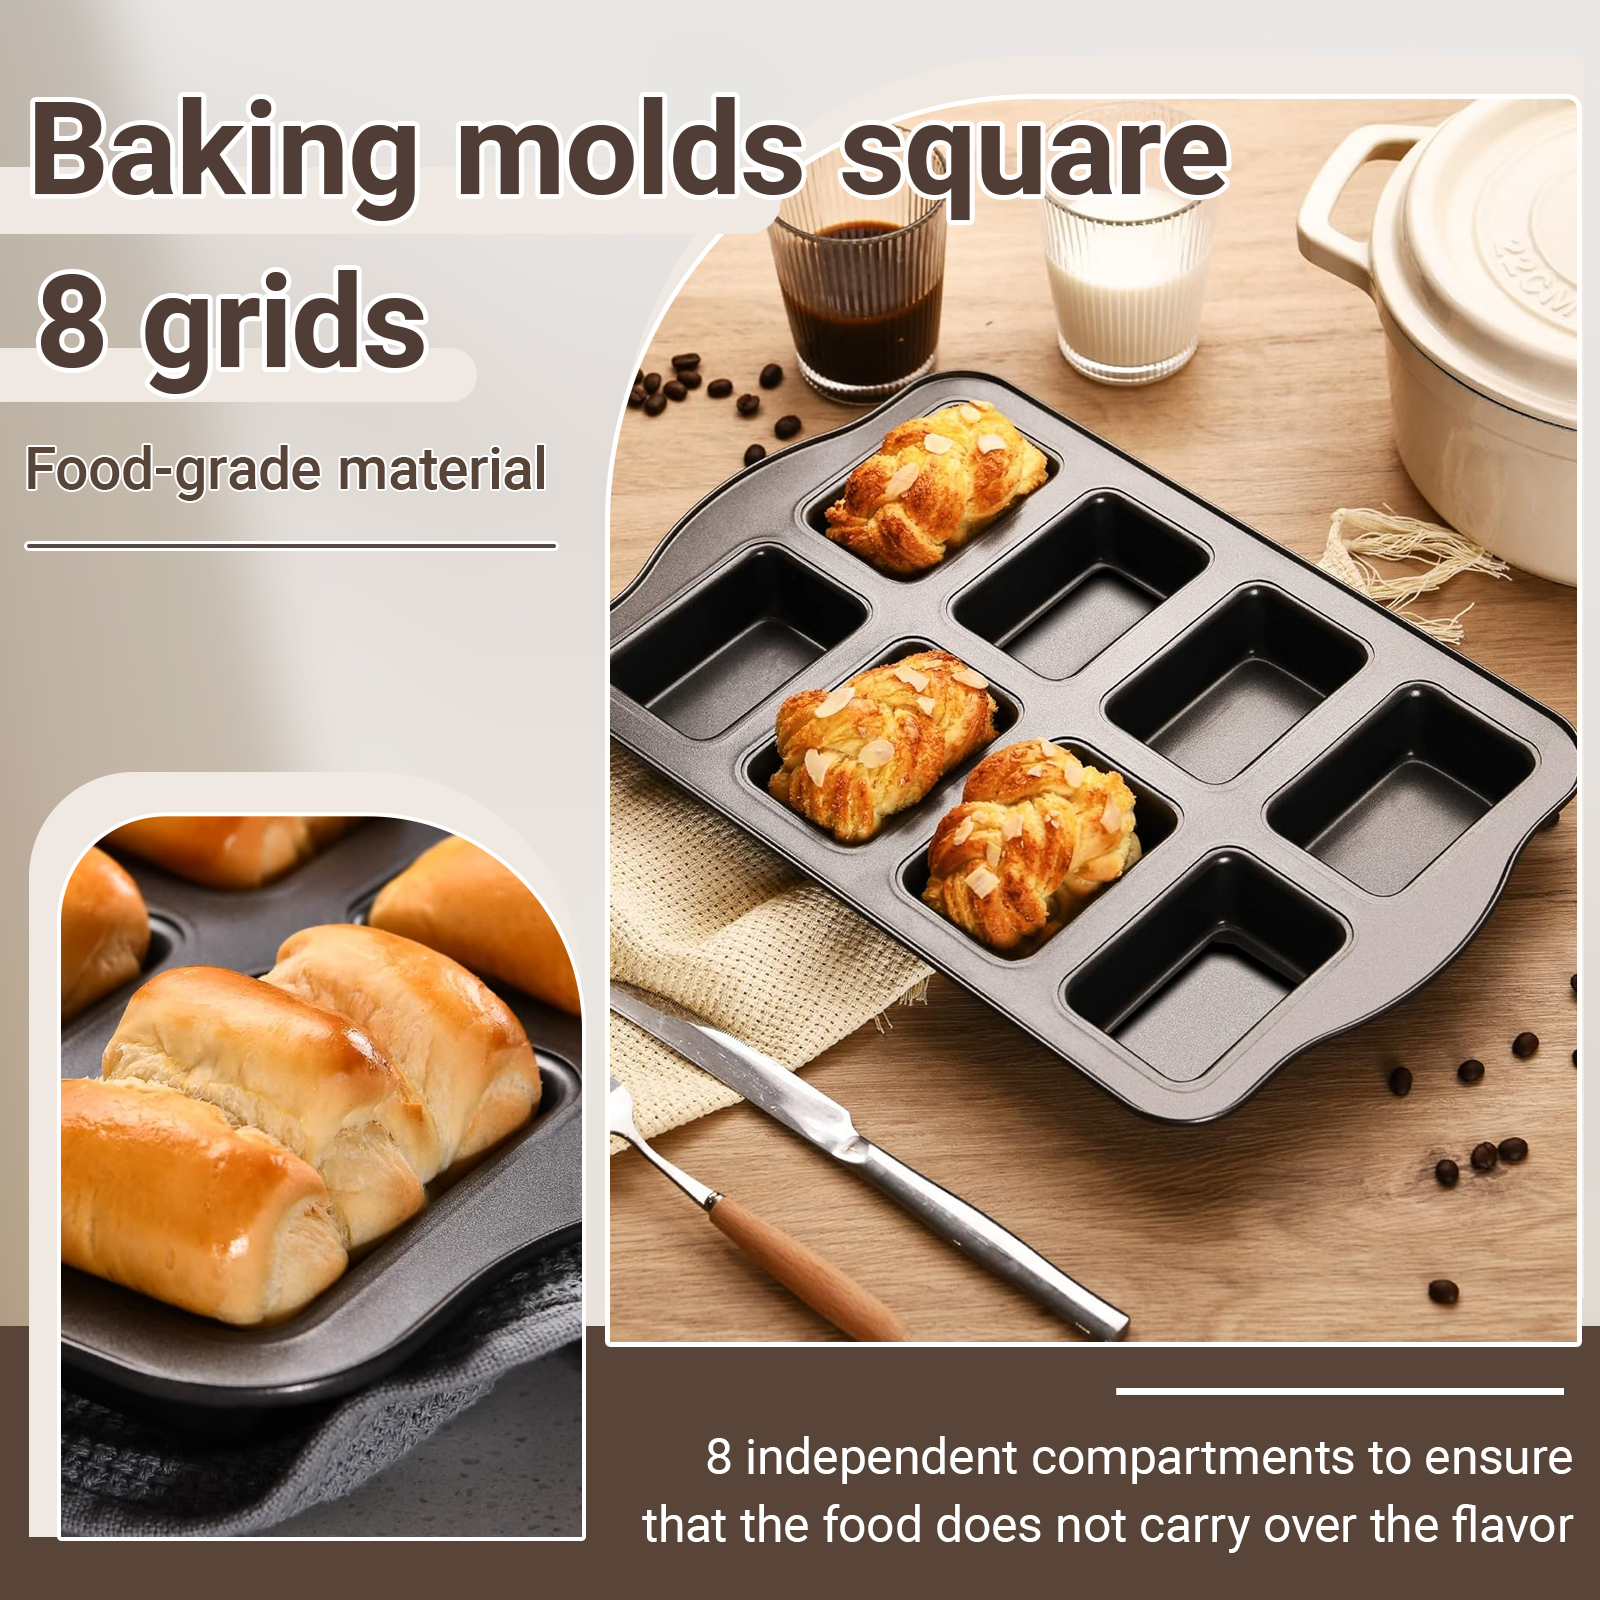 Baking molds square
8 grids
Food-grade material
22CM
8 independent compartments to ensure
that the food does not carry over the flavor